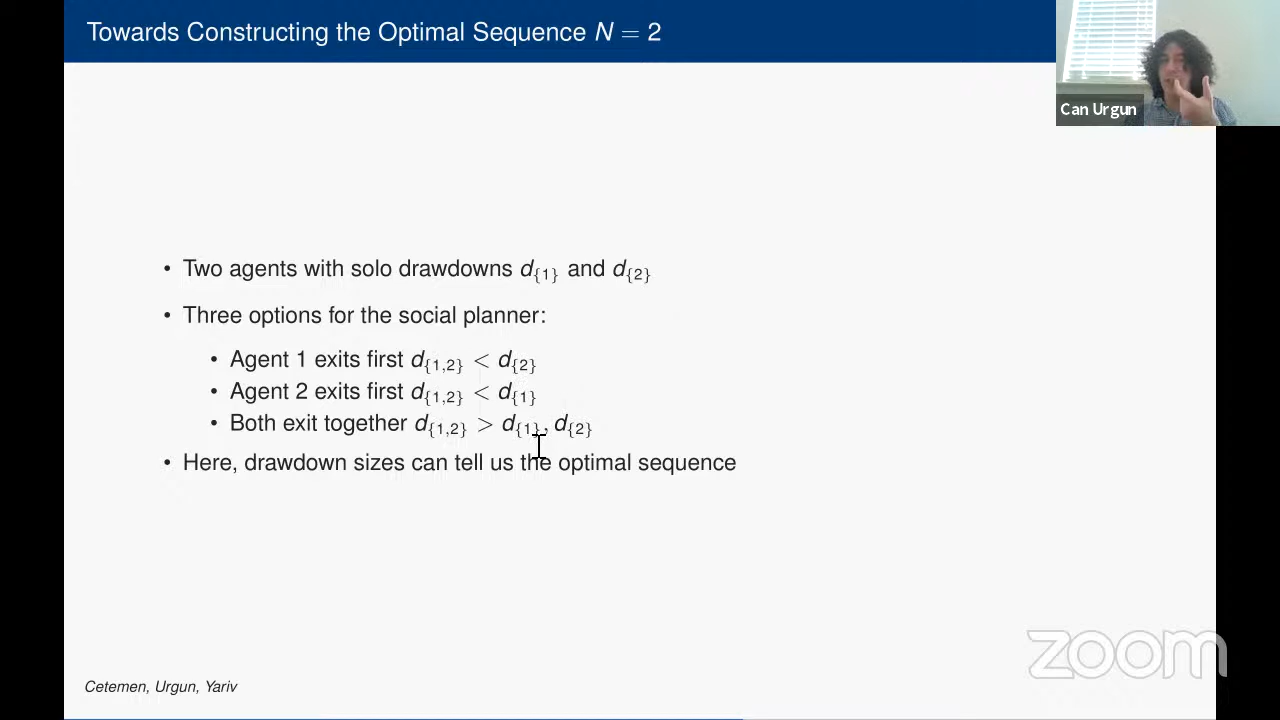 Towards Constructing the Optimal Sequence N = 2
Can Urgun
• Two agents with solo drawdowns d{1} and d{2}
• Three options for the social planner:
• Agent 1 exits first d{1,2} < d{2}
• Agent 2 exits first d{1,2} < d{1}
• Both exit together d{1,2} > d{1}, d{2}
• Here, drawdown sizes can tell us the optimal sequence
zoom
Cetemen, Urgun, Yariv